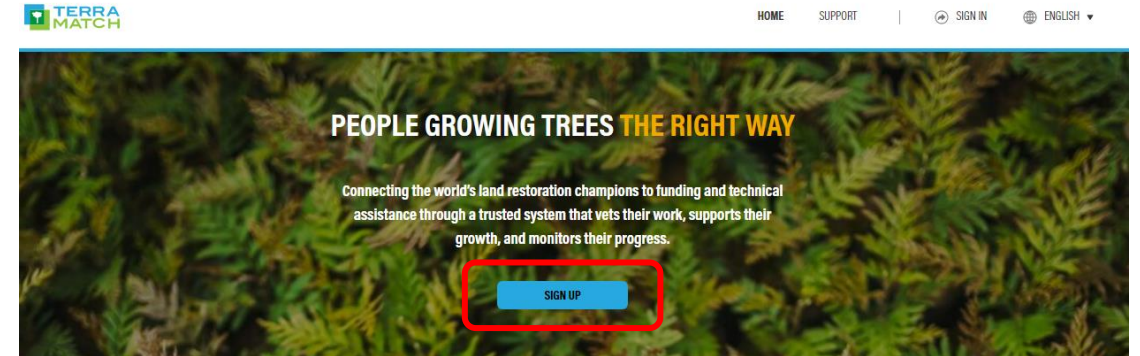 TERRA
MATCH
HOME SUPPORT | SIGN IN ENGLISH
PEOPLE GROWING TREES THE RIGHT WAY
Connecting the world's land restoration champions to funding and technical
assistance through a trusted system that vets their work, supports their
growth, and monitors their progress.
SIGN UP